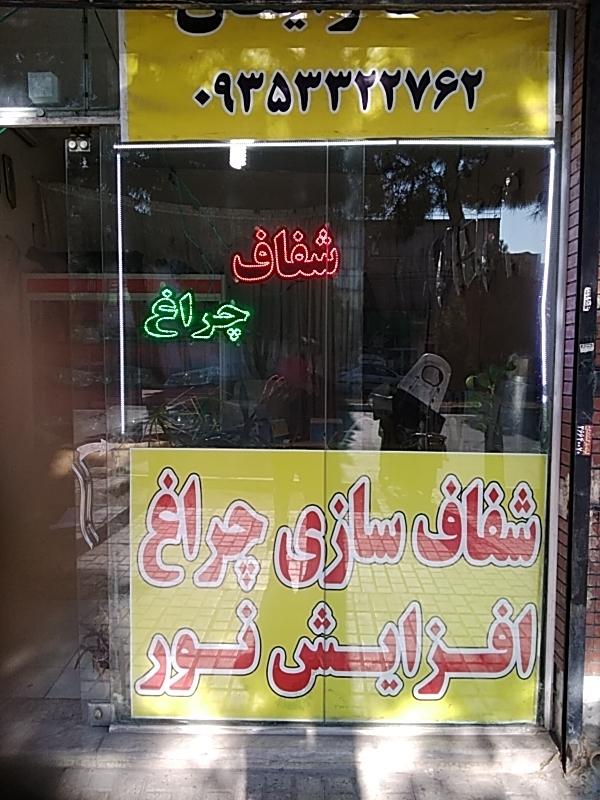 ۰۹۳۵۳۳۲۲۷۶۲
شفاف
چراغ
شفاف سازی چراغ
افزایش نور